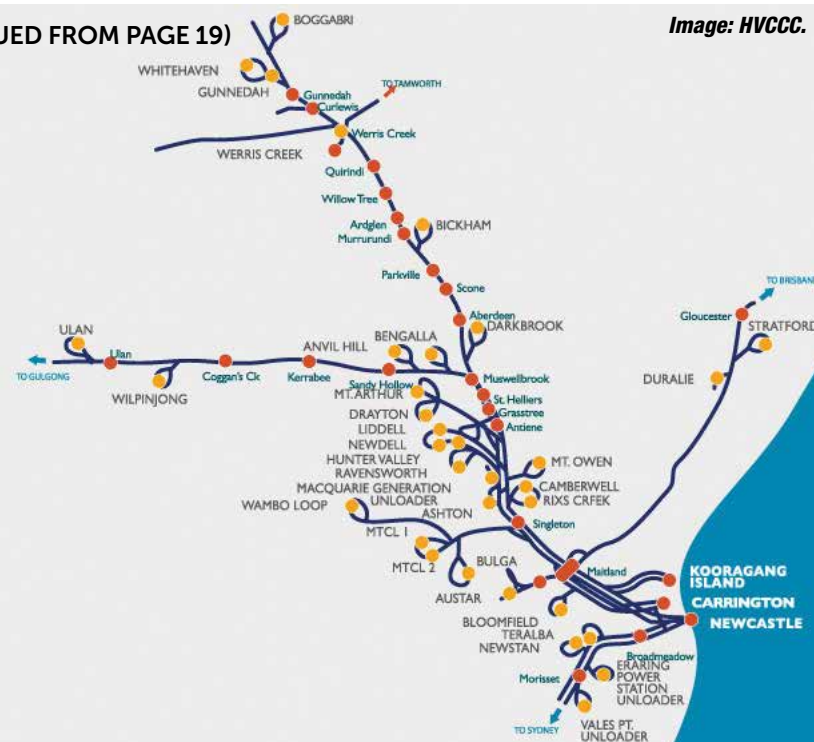 UED FROM PAGE 19)
Image: HVCCC.
BOGGABRI
WHITEHAVEN
GUNNEDAH
Gunnedah
Curlewis
TO TAMWORTH
Werris Creek
WERRIS CREEK
Quirindi
Willow Tree
Ardglen
Murrurundi
BICKHAM
Parkville
Scone
TO BRISBAN
Aberdeen
DARKBROOK
Gloucester
STRATFORD
ULAN
Ulan
TO GULGONG
WILPINJONG
Coggan's Ck
ANVIL HILL
Kerrabee
BENGALLA
Sandy Hollow
Muswellbrook
DURALIE
MT. ARTHUR
St. Helliers
Grasstree
Antiene
DRAYTON
LIDDELL
NEWDELL
HUNTER VALLEY
RAVENSWORTH
MACQUARIE GENERATION
UNLOADER
MT. OWEN
CAMBERWELL
RIXS CRFEK
WAMBO LOOP
ASHTON
Singleton
MTCL 1
MTCL 2
BULGA
AUSTAR
Maitland
KOORAGANG
ISLAND
CARRINGTON
NEWCASTLE
BLOOMFIELD
TERALBA
NEWSTAN
Broadmeadow
ERARING
POWER
STATION
UNLOADER
Morisset
TO SYDNEY
VALES PT.
UNLOADER